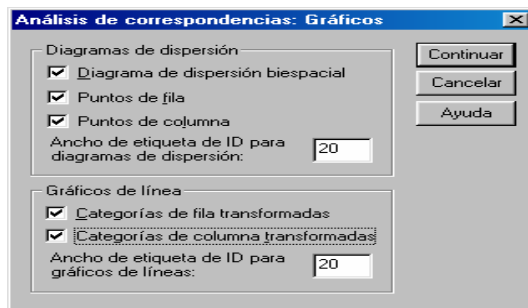 Análisis de correspondencias: Gráficos
Diagramas de dispersión
Diagrama de dispersión biespacial
Puntos de fila
Puntos de columna
Ancho de etiqueta de ID para
diagramas de dispersión: 20
Gráficos de línea
Categorías de fila transformadas
Categorías de columna transformadas
Ancho de etiqueta de ID para
gráficos de líneas: 20
Continuar
Cancelar
Ayuda